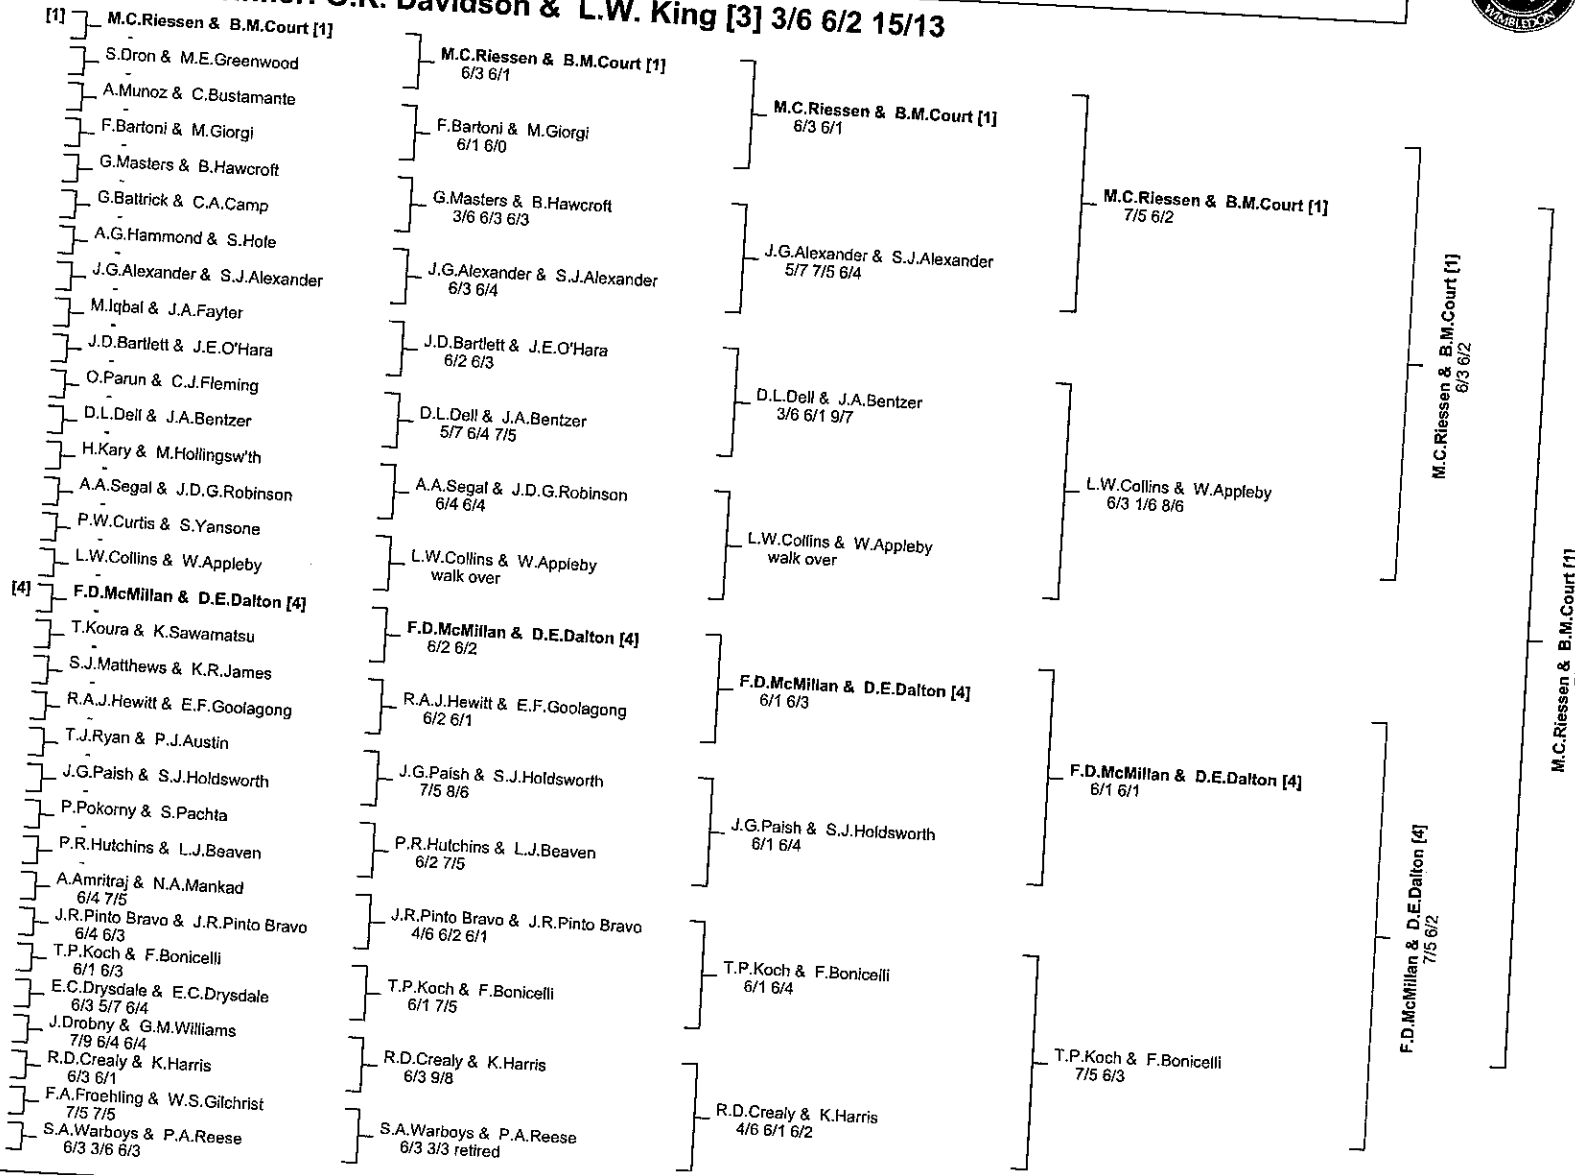 O.K. Davidson & L.W. King [3] 3/6 6/2 15/13
WIMBLEDON
[1]
M.C.Riessen & B.M.Court [1]
S.Dron & M.E.Greenwood
A.Munoz & C.Bustamante
F.Bartoni & M.Giorgi
G.Masters & B.Hawcroft
G.Battrick & C.A.Camp
A.G.Hammond & S.Hole
J.G.Alexander & S.J.Alexander
M.Iqbal & J.A.Fayter
J.D.Bartlett & J.E.O'Hara
O.Parun & C.J.Fleming
D.L.Dell & J.A.Bentzer
H.Kary & M.Hollingsw'th
A.A.Segal & J.D.G.Robinson
P.W.Curtis & S.Yansone
L.W.Collins & W.Appleby
[4]
F.D.McMillan & D.E.Dalton [4]
T.Koura & K.Sawamatsu
S.J.Matthews & K.R.James
R.A.J.Hewitt & E.F.Goolagong
T.J.Ryan & P.J.Austin
J.G.Paish & S.J.Holdsworth
P.Pokorny & S.Pachta
P.R.Hutchins & L.J.Beaven
A.Amritraj & N.A.Mankad
6/4 7/5
J.R.Pinto Bravo & J.R.Pinto Bravo
6/4 6/3
T.P.Koch & F.Bonicelli
6/1 6/3
E.C.Drysdale & E.C.Drysdale
6/3 5/7 6/4
J.Drobny & G.M.Williams
7/9 6/4 6/4
R.D.Crealy & K.Harris
6/3 6/1
F.A.Froehling & W.S.Gilchrist
7/5 7/5
S.A.Warboys & P.A.Reese
6/3 3/6 6/3
M.C.Riessen & B.M.Court [1]
6/3 6/1
F.Bartoni & M.Giorgi
6/1 6/0
G.Masters & B.Hawcroft
3/6 6/3 6/3
J.G.Alexander & S.J.Alexander
6/3 6/4
J.D.Bartlett & J.E.O'Hara
6/2 6/3
D.L.Dell & J.A.Bentzer
5/7 6/4 7/5
A.A.Segal & J.D.G.Robinson
6/4 6/4
L.W.Collins & W.Appleby
walk over
F.D.McMillan & D.E.Dalton [4]
6/2 6/2
R.A.J.Hewitt & E.F.Goolagong
6/2 6/1
J.G.Paish & S.J.Holdsworth
7/5 8/6
P.R.Hutchins & L.J.Beaven
6/2 7/5
J.R.Pinto Bravo & J.R.Pinto Bravo
4/6 6/2 6/1
T.P.Koch & F.Bonicelli
6/1 7/5
R.D.Crealy & K.Harris
6/3 9/8
S.A.Warboys & P.A.Reese
6/3 3/3 retired
M.C.Riessen & B.M.Court [1]
6/3 6/1
J.G.Alexander & S.J.Alexander
5/7 7/5 6/4
D.L.Dell & J.A.Bentzer
3/6 6/1 9/7
L.W.Collins & W.Appleby
walk over
F.D.McMillan & D.E.Dalton [4]
6/1 6/3
J.G.Paish & S.J.Holdsworth
6/1 6/4
T.P.Koch & F.Bonicelli
6/1 6/4
R.D.Crealy & K.Harris
4/6 6/1 6/2
M.C.Riessen & B.M.Court [1]
7/5 6/2
L.W.Collins & W.Appleby
6/3 1/6 8/6
F.D.McMillan & D.E.Dalton [4]
6/1 6/1
T.P.Koch & F.Bonicelli
7/5 6/3
M.C.Riessen & B.M.Court [1]
6/3 6/2
F.D.McMillan & D.E.Dalton [4]
7/5 6/2
M.C.Riessen & B.M.Court [1]